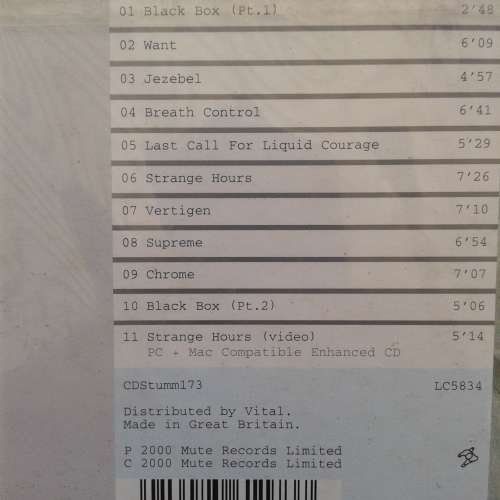 01 Black Box (Pt.1) 2'48
02 Want 6'09
03 Jezebel 4'57
04 Breath Control 6'41
05 Last Call For Liquid Courage 5'29
06 Strange Hours 7'26
07 Vertigen 7'10
08 Supreme 6'54
09 Chrome 7'07
10 Black Box (Pt.2) 5'06
11 Strange Hours (video) 5'14
PC + Mac Compatible Enhanced CD
CDStumm173 LC5834
Distributed by Vital.
Made in Great Britain.
P 2000 Mute Records Limited
C 2000 Mute Records Limited